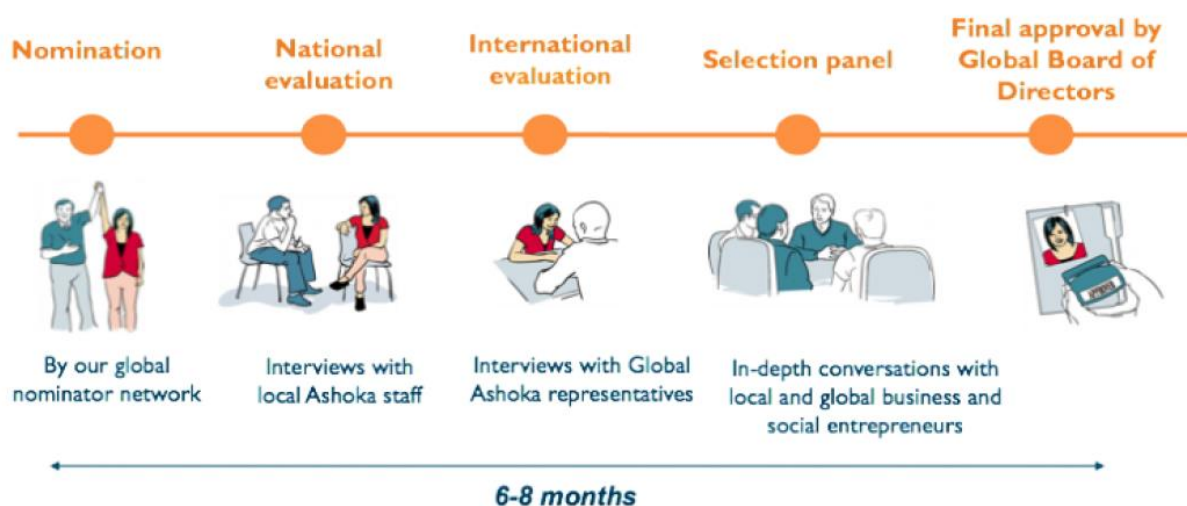 Nomination
National
evaluation
International
evaluation
Selection panel
Final approval by
Global Board of
Directors
By our global
nominator network
Interviews with
local Ashoka staff
Interviews with Global
Ashoka representatives
In-depth conversations with
local and global business and
social entrepreneurs
APPROVED
6-8 months